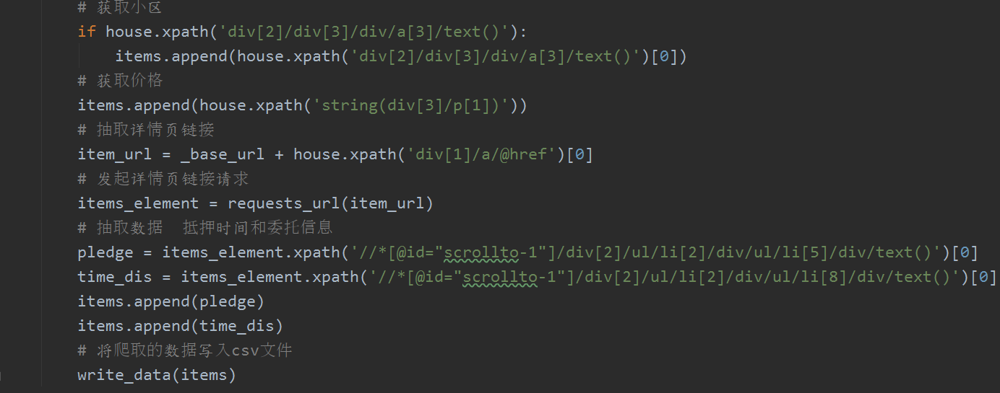 # 获取小区
if house.xpath('div[2]/div[3]/div/a[3]/text()'):
items.append(house.xpath('div[2]/div[3]/div/a[3]/text()')[0])
# 获取价格
items.append(house.xpath('string(div[3]/p[1])'))
# 抽取详情页链接
item_url = _base_url + house.xpath('div[1]/a/@href')[0]
# 发起详情页链接请求
items_element = requests_url(item_url)
# 抽取数据  抵押时间和委托信息
pledge = items_element.xpath('//*[@id="scrollto-1"]/div[2]/ul/li[2]/div/ul/li[5]/div/text()')[0]
time_dis = items_element.xpath('//*[@id="scrollto-1"]/div[2]/ul/li[2]/div/ul/li[8]/div/text()')[0]
items.append(pledge)
items.append(time_dis)
# 将爬取的数据写入csv文件
write_data(items)